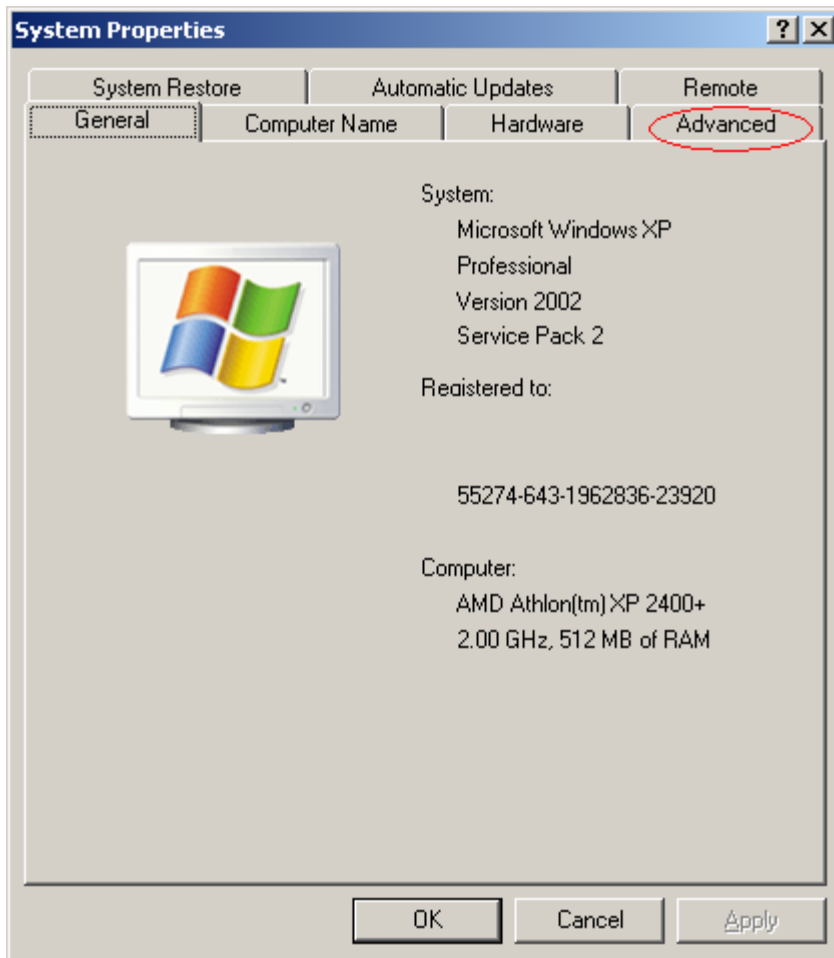 System Properties
System Restore Automatic Updates Remote
General Computer Name Hardware Advanced
System:
Microsoft Windows XP
Professional
Version 2002
Service Pack 2
Registered to:
55274-643-1962836-23920
Computer:
AMD Athlon(tm) XP 2400+
2.00 GHz, 512 MB of RAM
OK Cancel Apply